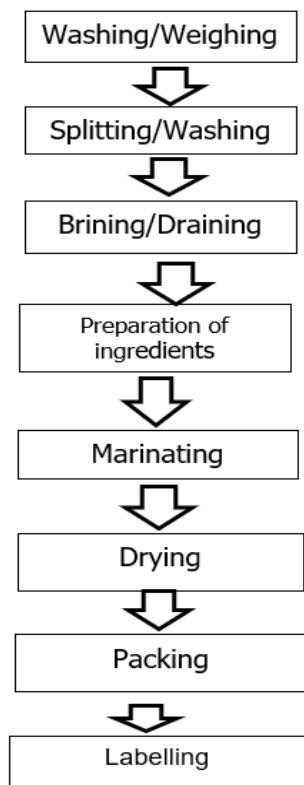 Washing/Weighing
Splitting/Washing
Brining/Draining
Preparation of
ingredients
Marinating
Drying
Packing
Labelling